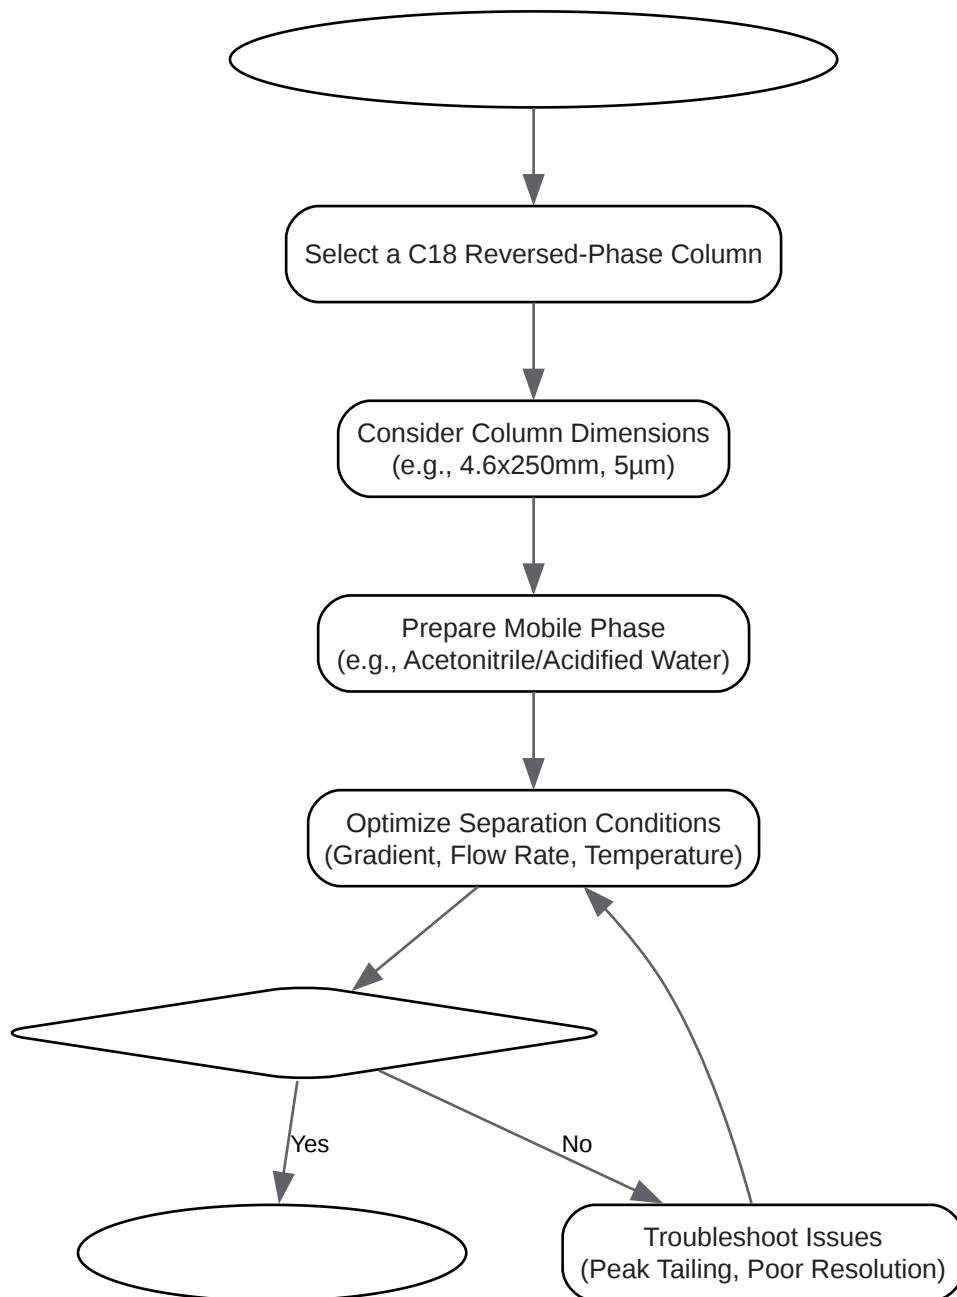 Select a C18 Reversed-Phase Column
Consider Column Dimensions
(e.g., 4.6x250mm, 5µm)
Prepare Mobile Phase
(e.g., Acetonitrile/Acidified Water)
Optimize Separation Conditions
(Gradient, Flow Rate, Temperature)
Yes
No
Troubleshoot Issues
(Peak Tailing, Poor Resolution)